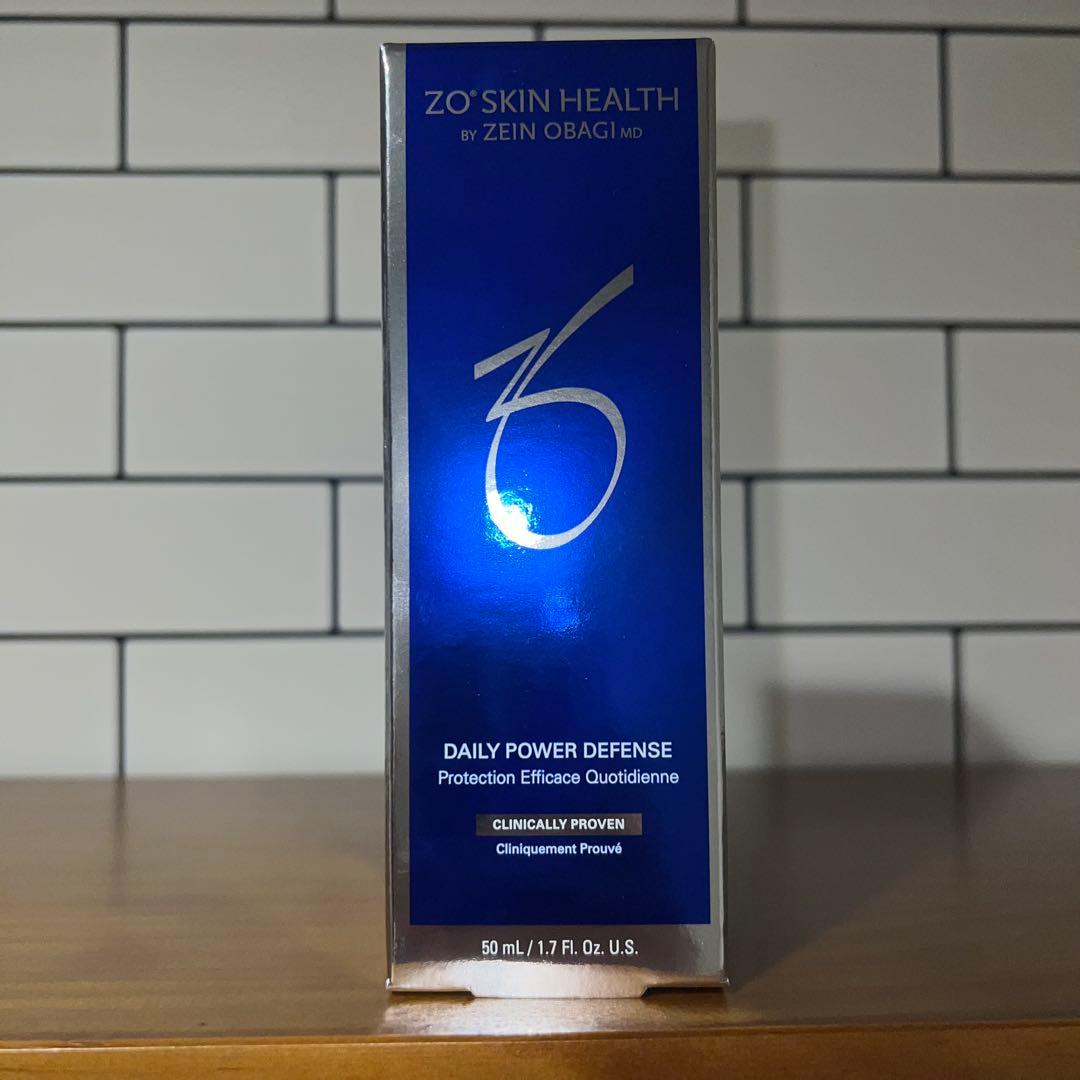 ZO® SKIN HEALTH
BY ZEIN OBAGI MD
ZO
DAILY POWER DEFENSE
Protection Efficace Quotidienne
CLINICALLY PROVEN
Cliniquement Prouvé
50 mL / 1.7 Fl. Oz. U.S.